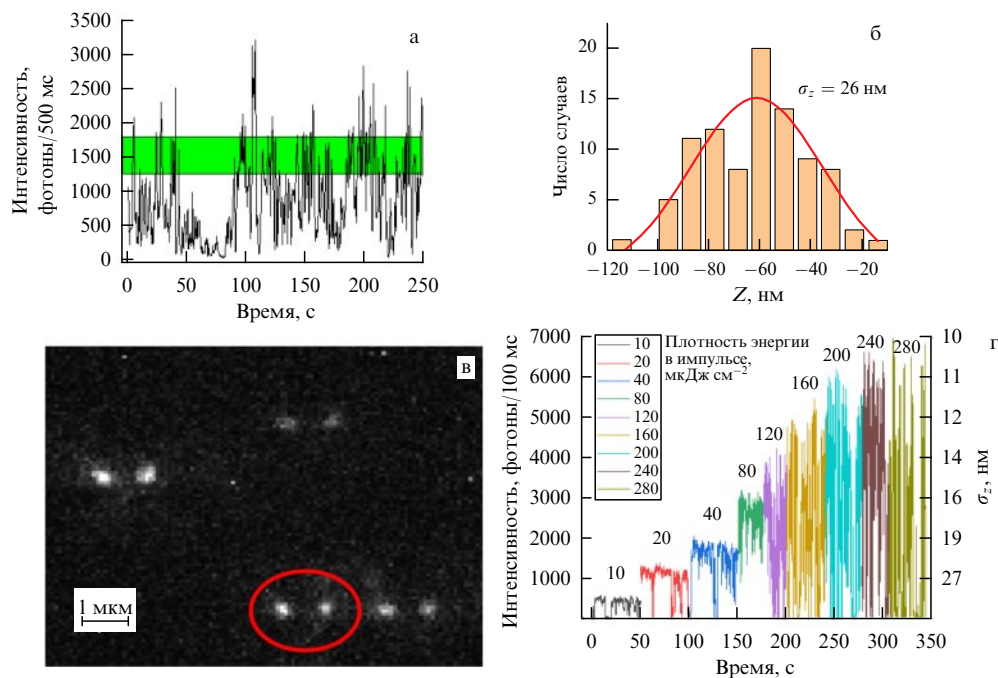 а
Интенсивность,
фотоны/500 мс
3500
3000
2500
2000
1500
1000
500
0
0 50 100 150 200 250
Время, с
б
Число случаев
20
15
10
5
0
σz = 26 нм
−120 −100 −80 −60 −40 −20
Z, нм
в
1 мкм
г
Интенсивность, фотоны/100 мс
7000
6000
5000
4000
3000
2000
1000
10
20
40
80
120
160
200
240
280
Плотность энергии
в импульсе,
мкДж см−2
10
20
40
80
120
160
200
240
280
10
11
12
14
16
19
27
σz, нм
0 50 100 150 200 250 300 350
Время, с